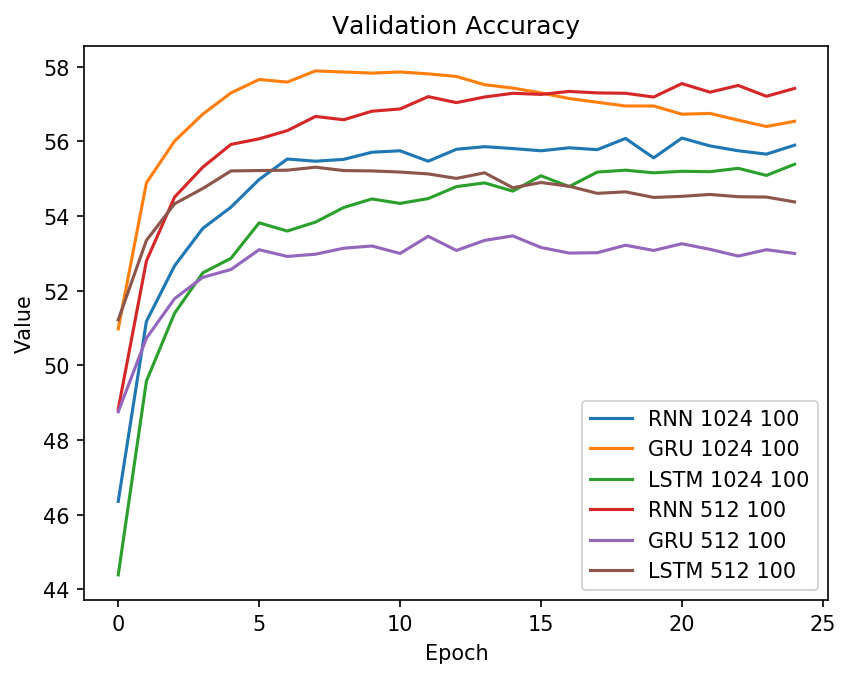 Validation Accuracy
Value
58
56
54
52
50
48
46
44
RNN 1024 100
GRU 1024 100
LSTM 1024 100
RNN 512 100
GRU 512 100
LSTM 512 100
0 5 10 15 20 25
Epoch